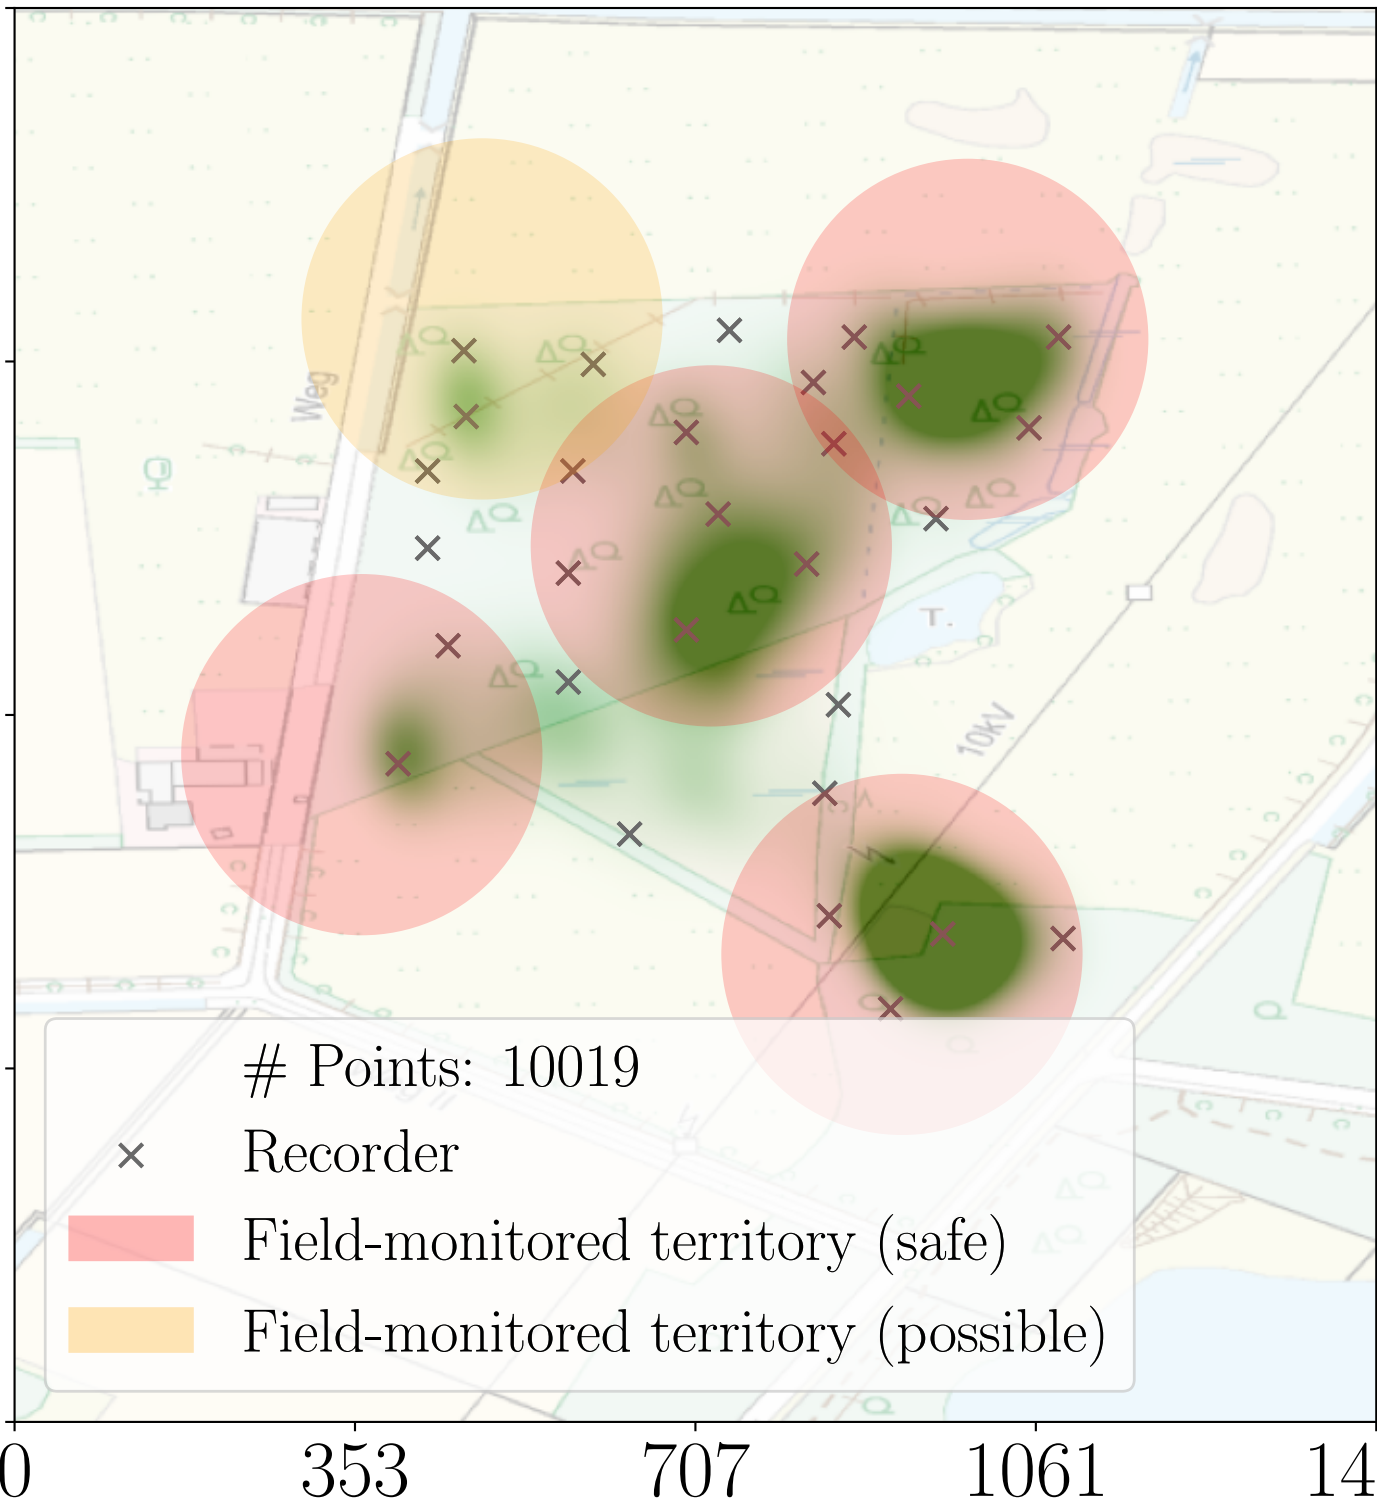 Weg
T.
10kV
# Points: 10019
Recorder
Field-monitored territory (safe)
Field-monitored territory (possible)
0 353 707 1061 14